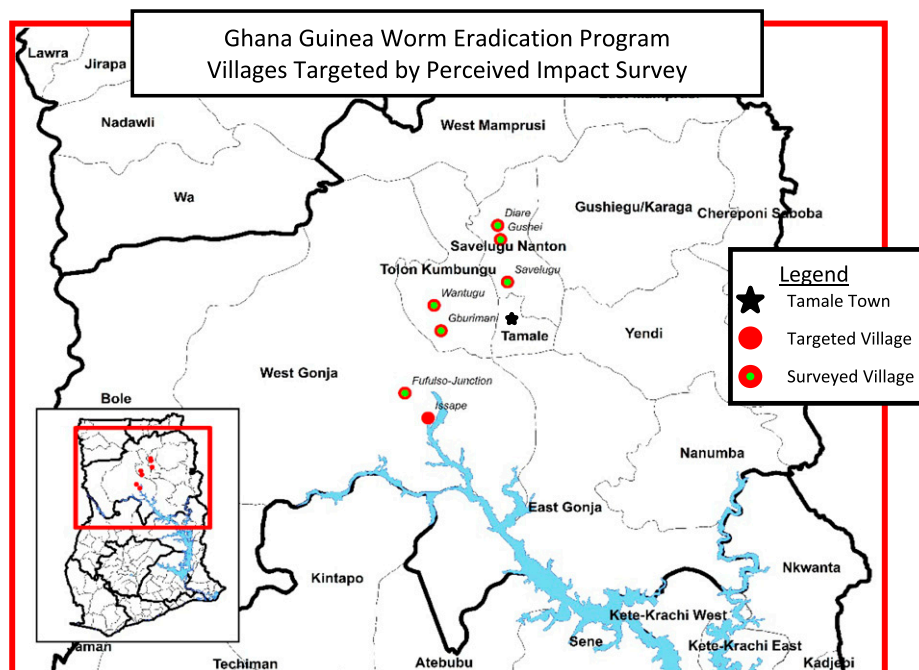 Ghana Guinea Worm Eradication Program
Villages Targeted by Perceived Impact Survey
Lawra
Jirapa
Nadawli
West Mamprusi
Wa
Gushiegu/Karaga
Chereponi Saboba
Diare
Gushei
Savelugu Nanton
Tolon Kumbungu
Savelugu
Wantugu
Gburimani
Tamale
Yendi
Legend
Tamale Town
Targeted Village
Surveyed Village
West Gonja
Fufulso-Junction
Issape
Bole
Nanumba
East Gonja
Kintapo
Nkwanta
Kete-Krachi West
Sene
Kete-Krachi East
Techiman
Atebubu
Kadjebi